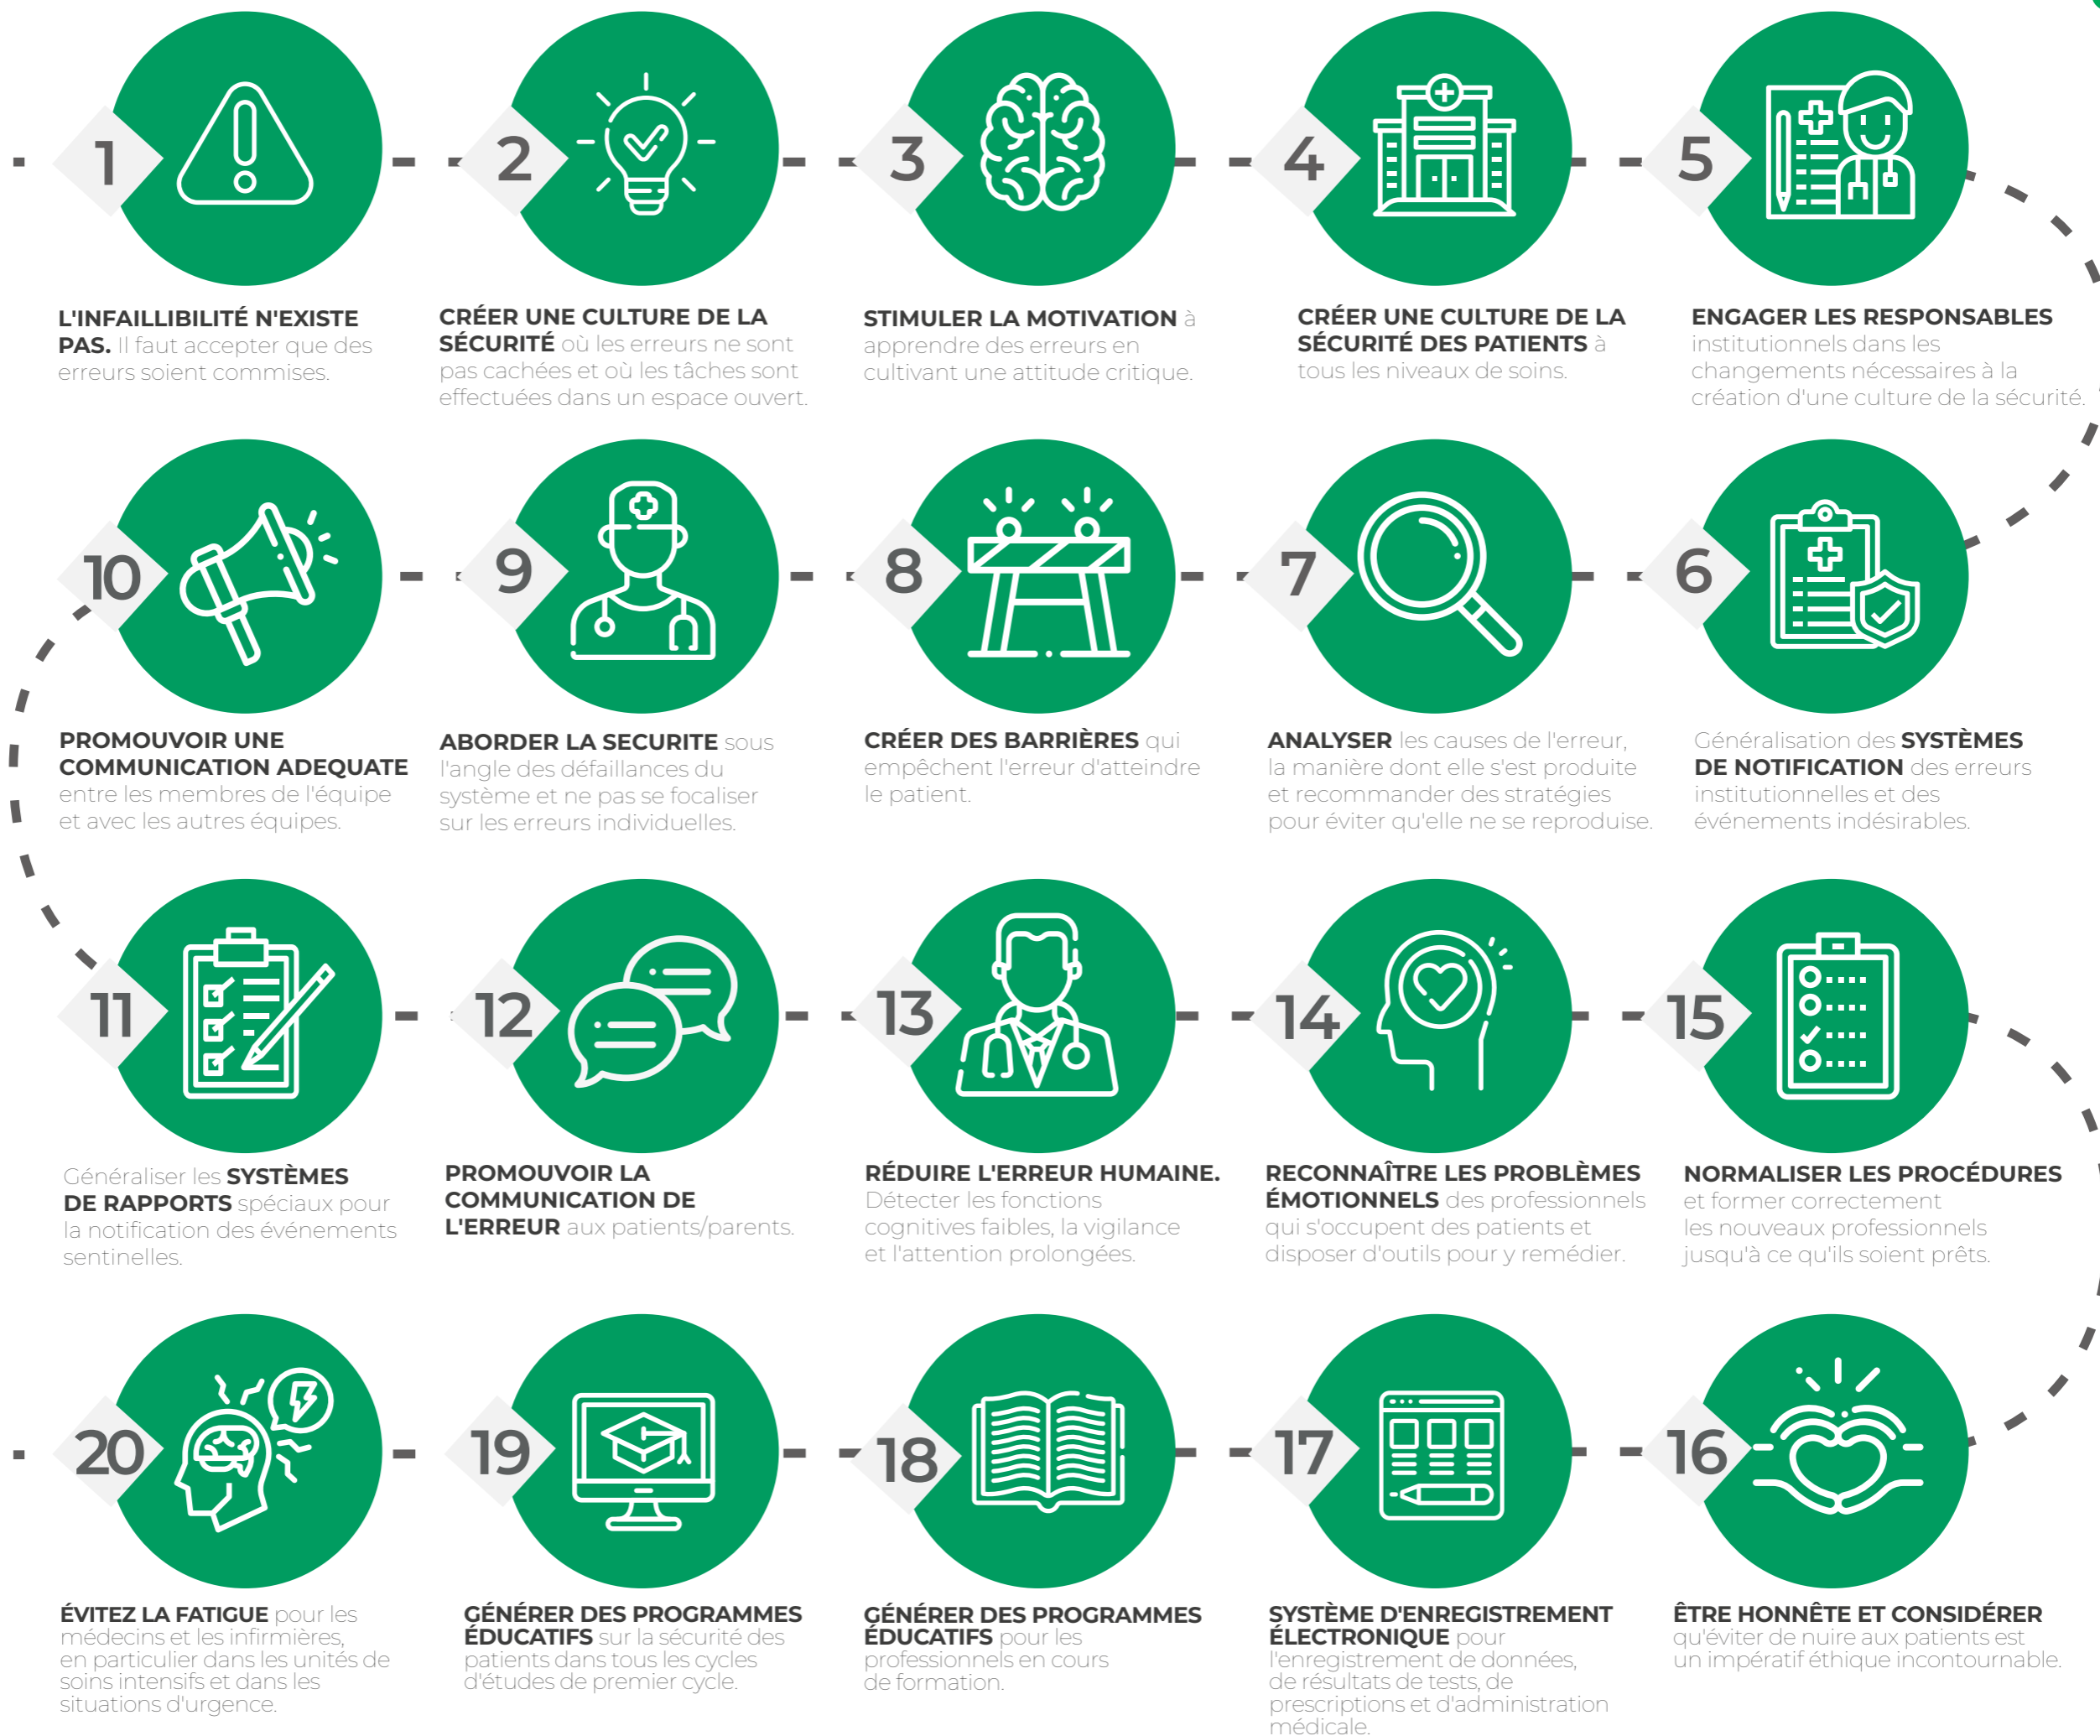 1
L'INFAILLIBILITÉ N'EXISTE
PAS. Il faut accepter que des
erreurs soient commises.
2
CRÉER UNE CULTURE DE LA
SÉCURITÉ où les erreurs ne sont
pas cachées et où les tâches sont
effectuées dans un espace ouvert.
3
STIMULER LA MOTIVATION à
apprendre des erreurs en
cultivant une attitude critique.
4
CRÉER UNE CULTURE DE LA
SÉCURITÉ DES PATIENTS à
tous les niveaux de soins.
5
ENGAGER LES RESPONSABLES
institutionnels dans les
changements nécessaires à la
création d'une culture de la sécurité.
6
Généralisation des SYSTÈMES
DE NOTIFICATION des erreurs
institutionnelles et des
événements indésirables.
7
ANALYSER les causes de l'erreur,
la manière dont elle s'est produite
et recommander des stratégies
pour éviter qu'elle ne se reproduise.
8
CRÉER DES BARRIÈRES qui
empêchent l'erreur d'atteindre
le patient.
9
ABORDER LA SECURITE sous
l'angle des défaillances du
système et ne pas se focaliser
sur les erreurs individuelles.
10
PROMOUVOIR UNE
COMMUNICATION ADEQUATE
entre les membres de l'équipe
et avec les autres équipes.
11
Généraliser les SYSTÈMES
DE RAPPORTS spéciaux pour
la notification des événements
sentinelles.
12
PROMOUVOIR LA
COMMUNICATION DE
L'ERREUR aux patients/parents.
13
RÉDUIRE L'ERREUR HUMAINE.
Détecter les fonctions
cognitives faibles, la vigilance
et l'attention prolongées.
14
RECONNAÎTRE LES PROBLÈMES
ÉMOTIONNELS des professionnels
qui s'occupent des patients et
disposer d'outils pour y remédier.
15
NORMALISER LES PROCÉDURES
et former correctement
les nouveaux professionnels
jusqu'à ce qu'ils soient prêts.
16
ÊTRE HONNÊTE ET CONSIDÉRER
qu'éviter de nuire aux patients est
un impératif éthique incontournable.
17
SYSTÈME D'ENREGISTREMENT
ÉLECTRONIQUE pour
l'enregistrement de données,
de résultats de tests, de
prescriptions et d'administration
médicale.
18
GÉNÉRER DES PROGRAMMES
ÉDUCATIFS pour les
professionnels en cours
de formation.
19
GÉNÉRER DES PROGRAMMES
ÉDUCATIFS sur la sécurité des
patients dans tous les cycles
d'études de premier cycle.
20
ÉVITEZ LA FATIGUE pour les
médecins et les infirmières,
en particulier dans les unités de
soins intensifs et dans les
situations d'urgence.